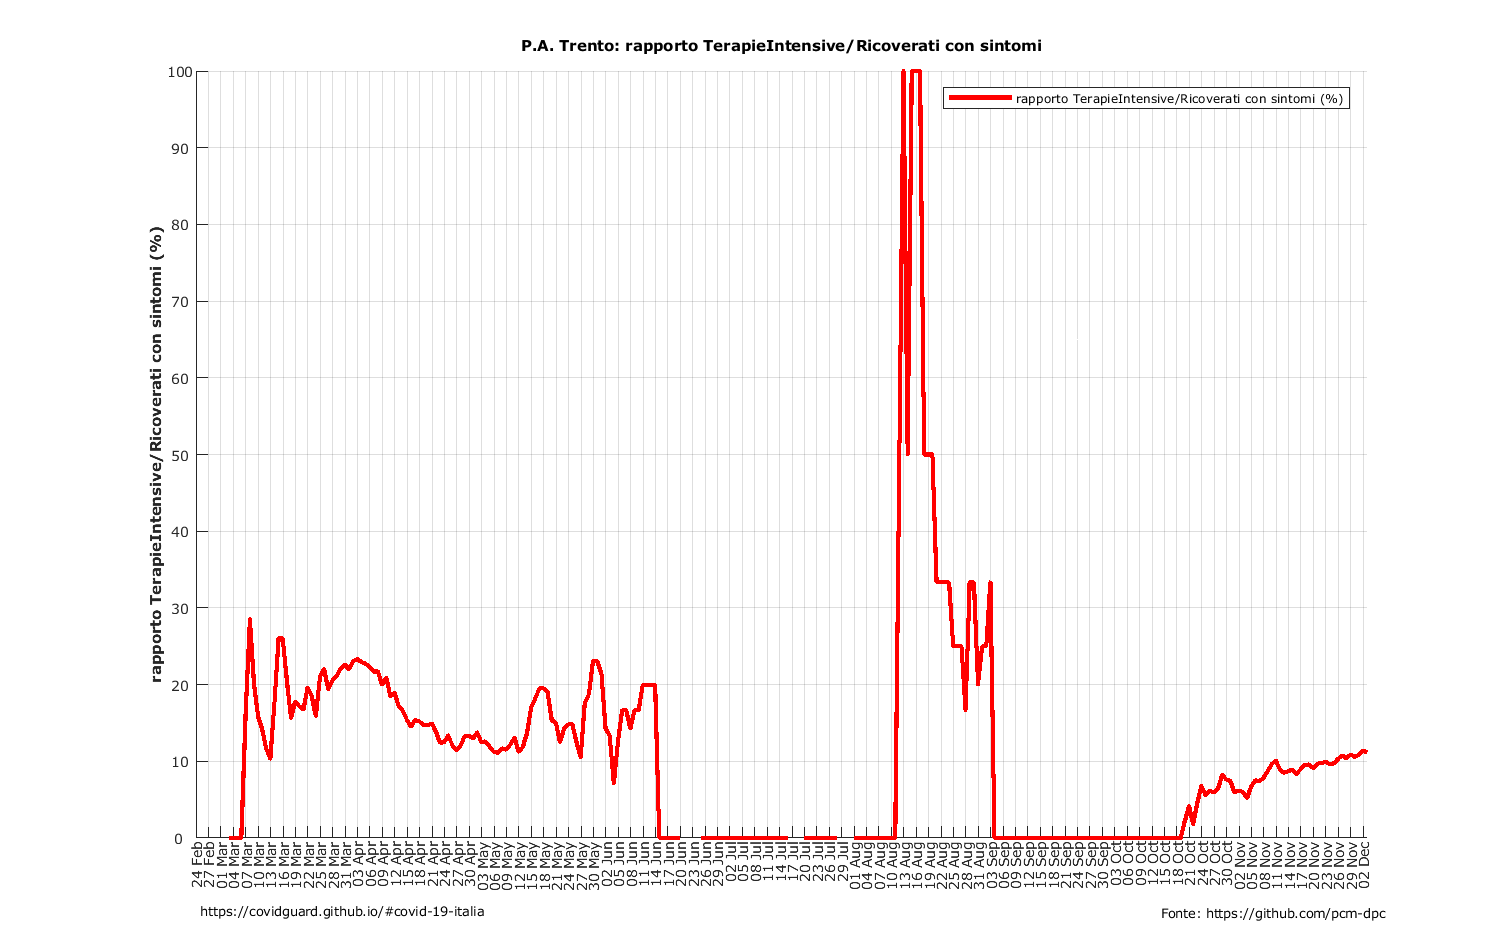 P.A. Trento: rapporto TerapieIntensive/Ricoverati con sintomi
rapporto TerapieIntensive/Ricoverati con sintomi (%)
rapporto TerapieIntensive/Ricoverati con sintomi (%)
100
90
80
70
60
50
40
30
20
10
0
24 Feb
27 Feb
01 Mar
04 Mar
07 Mar
10 Mar
13 Mar
16 Mar
19 Mar
22 Mar
25 Mar
28 Mar
31 Mar
03 Apr
06 Apr
09 Apr
12 Apr
15 Apr
18 Apr
21 Apr
24 Apr
27 Apr
30 Apr
03 May
06 May
09 May
12 May
15 May
18 May
21 May
24 May
27 May
30 May
02 Jun
05 Jun
08 Jun
11 Jun
14 Jun
17 Jun
20 Jun
23 Jun
26 Jun
29 Jun
02 Jul
05 Jul
08 Jul
11 Jul
14 Jul
17 Jul
20 Jul
23 Jul
26 Jul
29 Jul
01 Aug
04 Aug
07 Aug
10 Aug
13 Aug
16 Aug
19 Aug
22 Aug
25 Aug
28 Aug
31 Aug
03 Sep
06 Sep
09 Sep
12 Sep
15 Sep
18 Sep
21 Sep
24 Sep
27 Sep
30 Sep
03 Oct
06 Oct
09 Oct
12 Oct
15 Oct
18 Oct
21 Oct
24 Oct
27 Oct
30 Oct
02 Nov
05 Nov
08 Nov
11 Nov
14 Nov
17 Nov
20 Nov
23 Nov
26 Nov
29 Nov
02 Dec
https://covidguard.github.io/#covid-19-italia
Fonte: https://github.com/pcm-dpc